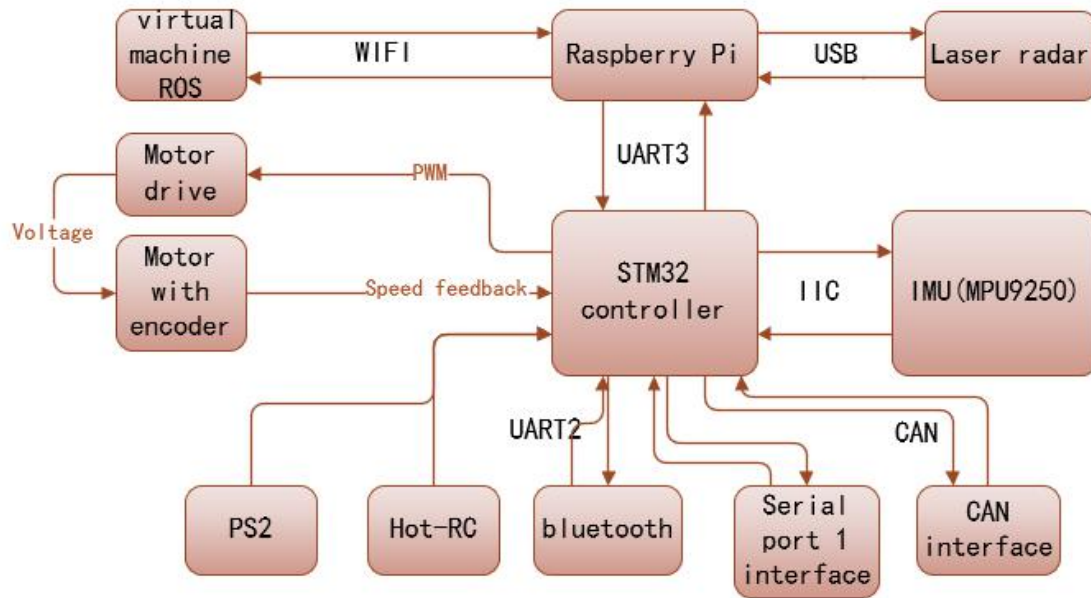 virtual
machine
ROS
WIFI
Raspberry Pi
USB
Laser radar
UART3
Motor
drive
PWM
Voltage
Motor
with
encoder
Speed feedback
STM32
controller
IIC
IMU(MPU9250)
UART2
CAN
PS2
Hot-RC
bluetooth
Serial
port 1
interface
CAN
interface